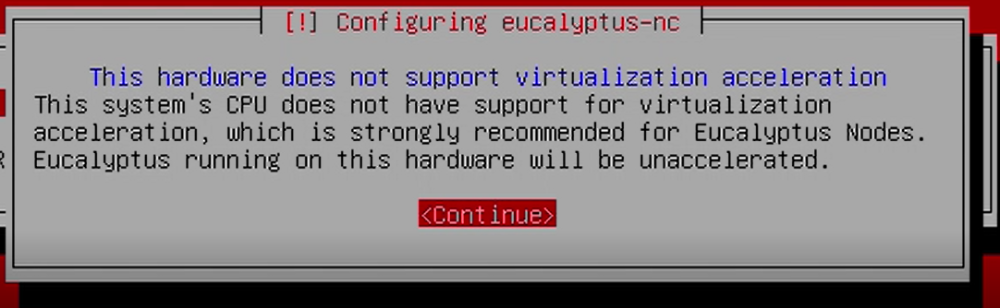 [!] Configuring eucalyptus-nc
This hardware does not support virtualization acceleration
This system's CPU does not have support for virtualization
acceleration, which is strongly recommended for Eucalyptus Nodes.
Eucalyptus running on this hardware will be unaccelerated.
<Continue>